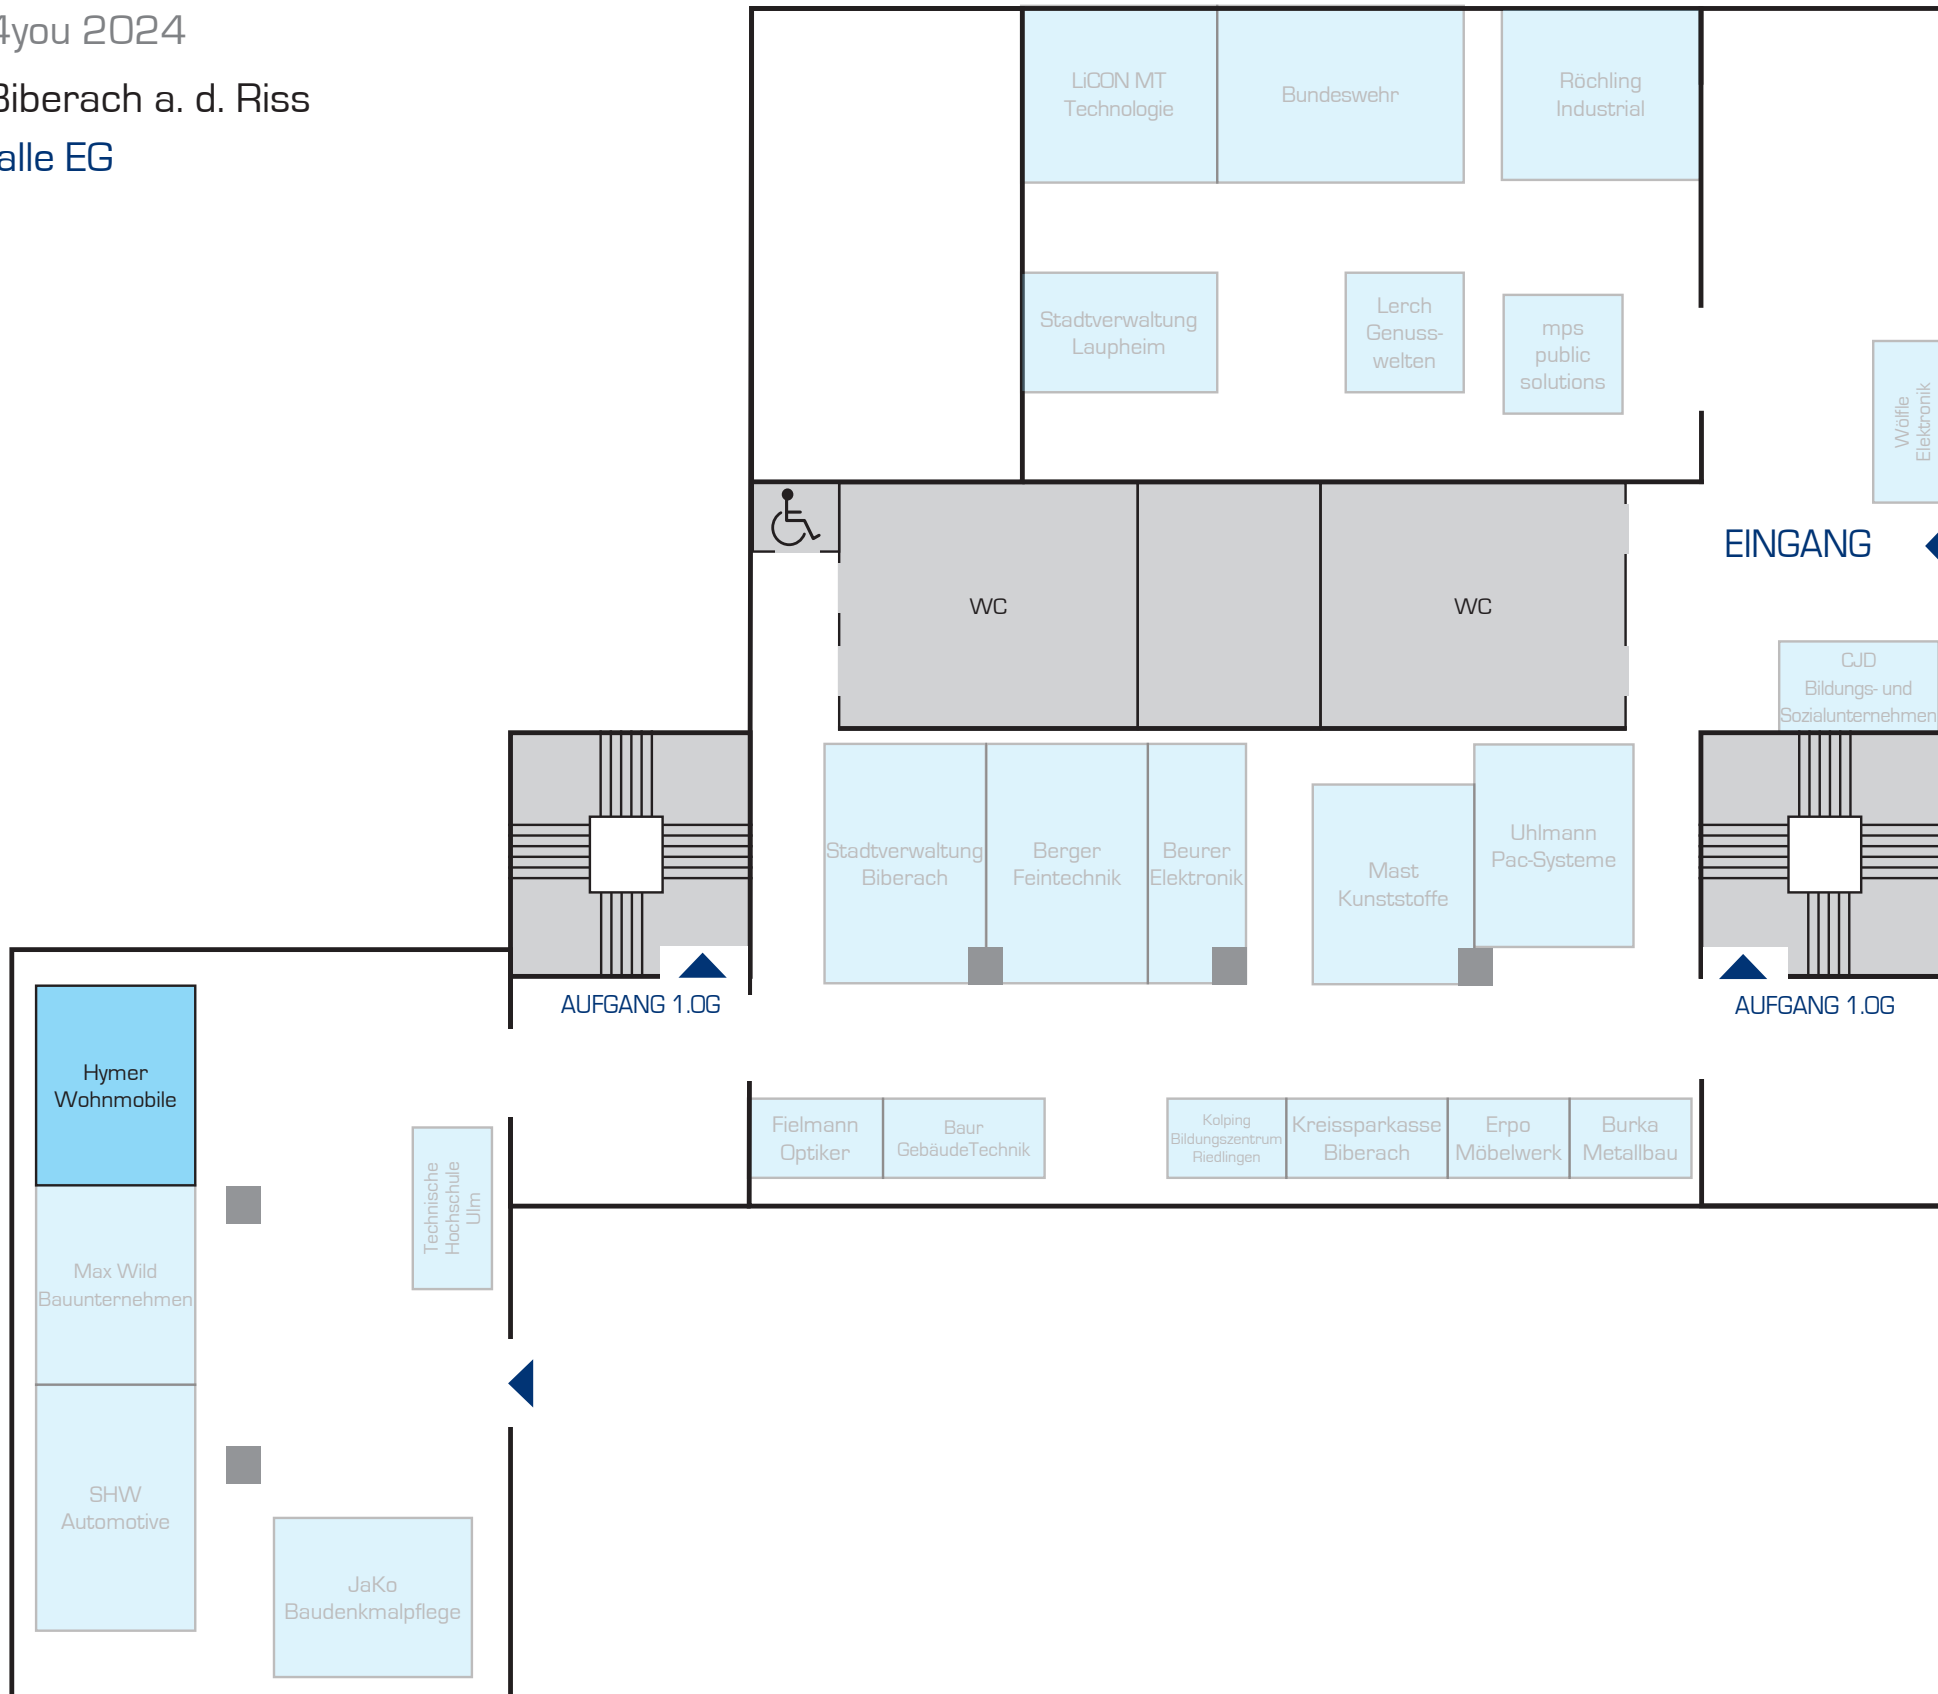 4you 2024
Biberach a. d. Riss
alle EG
LiCON MT
Technologie
Bundeswehr
Röchling
Industrial
Stadtverwaltung
Laupheim
Lerch
Genuss-
welten
mps
public
solutions
Wölfle
Elektronik
EINGANG
WC
WC
CJD
Bildungs- und
Sozialunternehmen
Stadtverwaltung
Biberach
Berger
Feintechnik
Beurer
Elektronik
Mast
Kunststoffe
Uhlmann
Pac-Systeme
AUFGANG 1.OG
AUFGANG 1.OG
Hymer
Wohnmobile
Technische
Hochschule
Ulm
Fielmann
Optiker
Baur
GebäudeTechnik
Kolping
Bildungszentrum
Riedlingen
Kreissparkasse
Biberach
Erpo
Möbelwerk
Burka
Metallbau
Max Wild
Bauunternehmen
SHW
Automotive
JaKo
Baudenkmalpflege